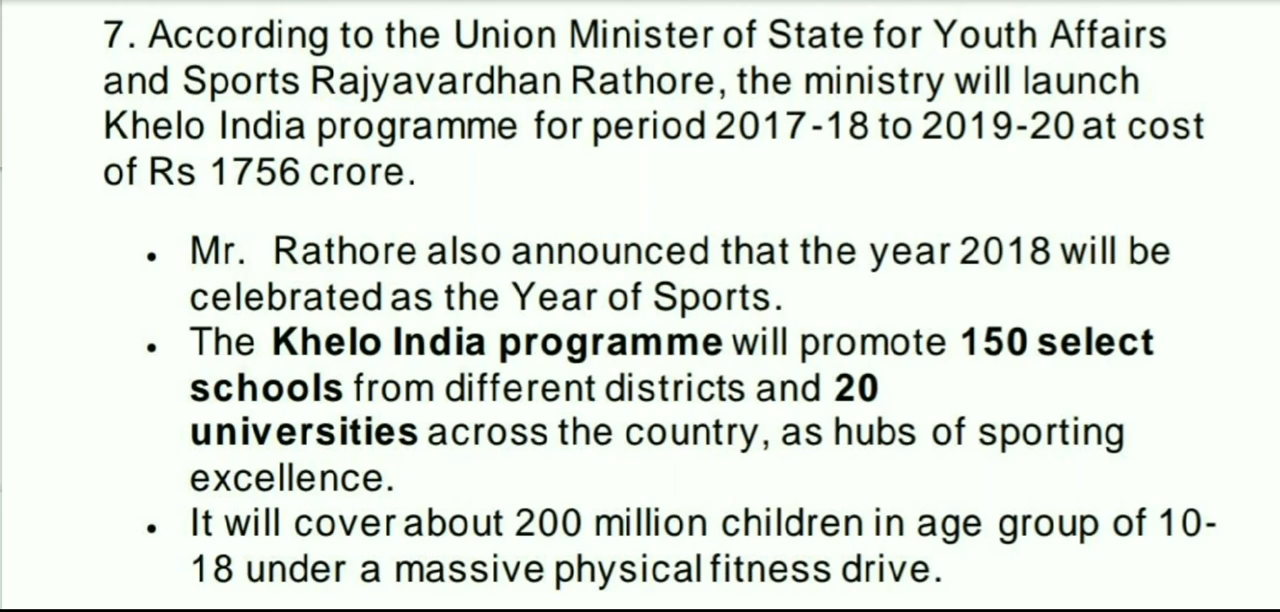 7. According to the Union Minister of State for Youth Affairs
and Sports Rajyavardhan Rathore, the ministry will launch
Khelo India programme for period 2017-18 to 2019-20 at cost
of Rs 1756 crore.
• Mr. Rathore also announced that the year 2018 will be
celebrated as the Year of Sports.
• The Khelo India programme will promote 150 select
schools from different districts and 20
universities across the country, as hubs of sporting
excellence.
• It will cover about 200 million children in age group of 10-
18 under a massive physical fitness drive.